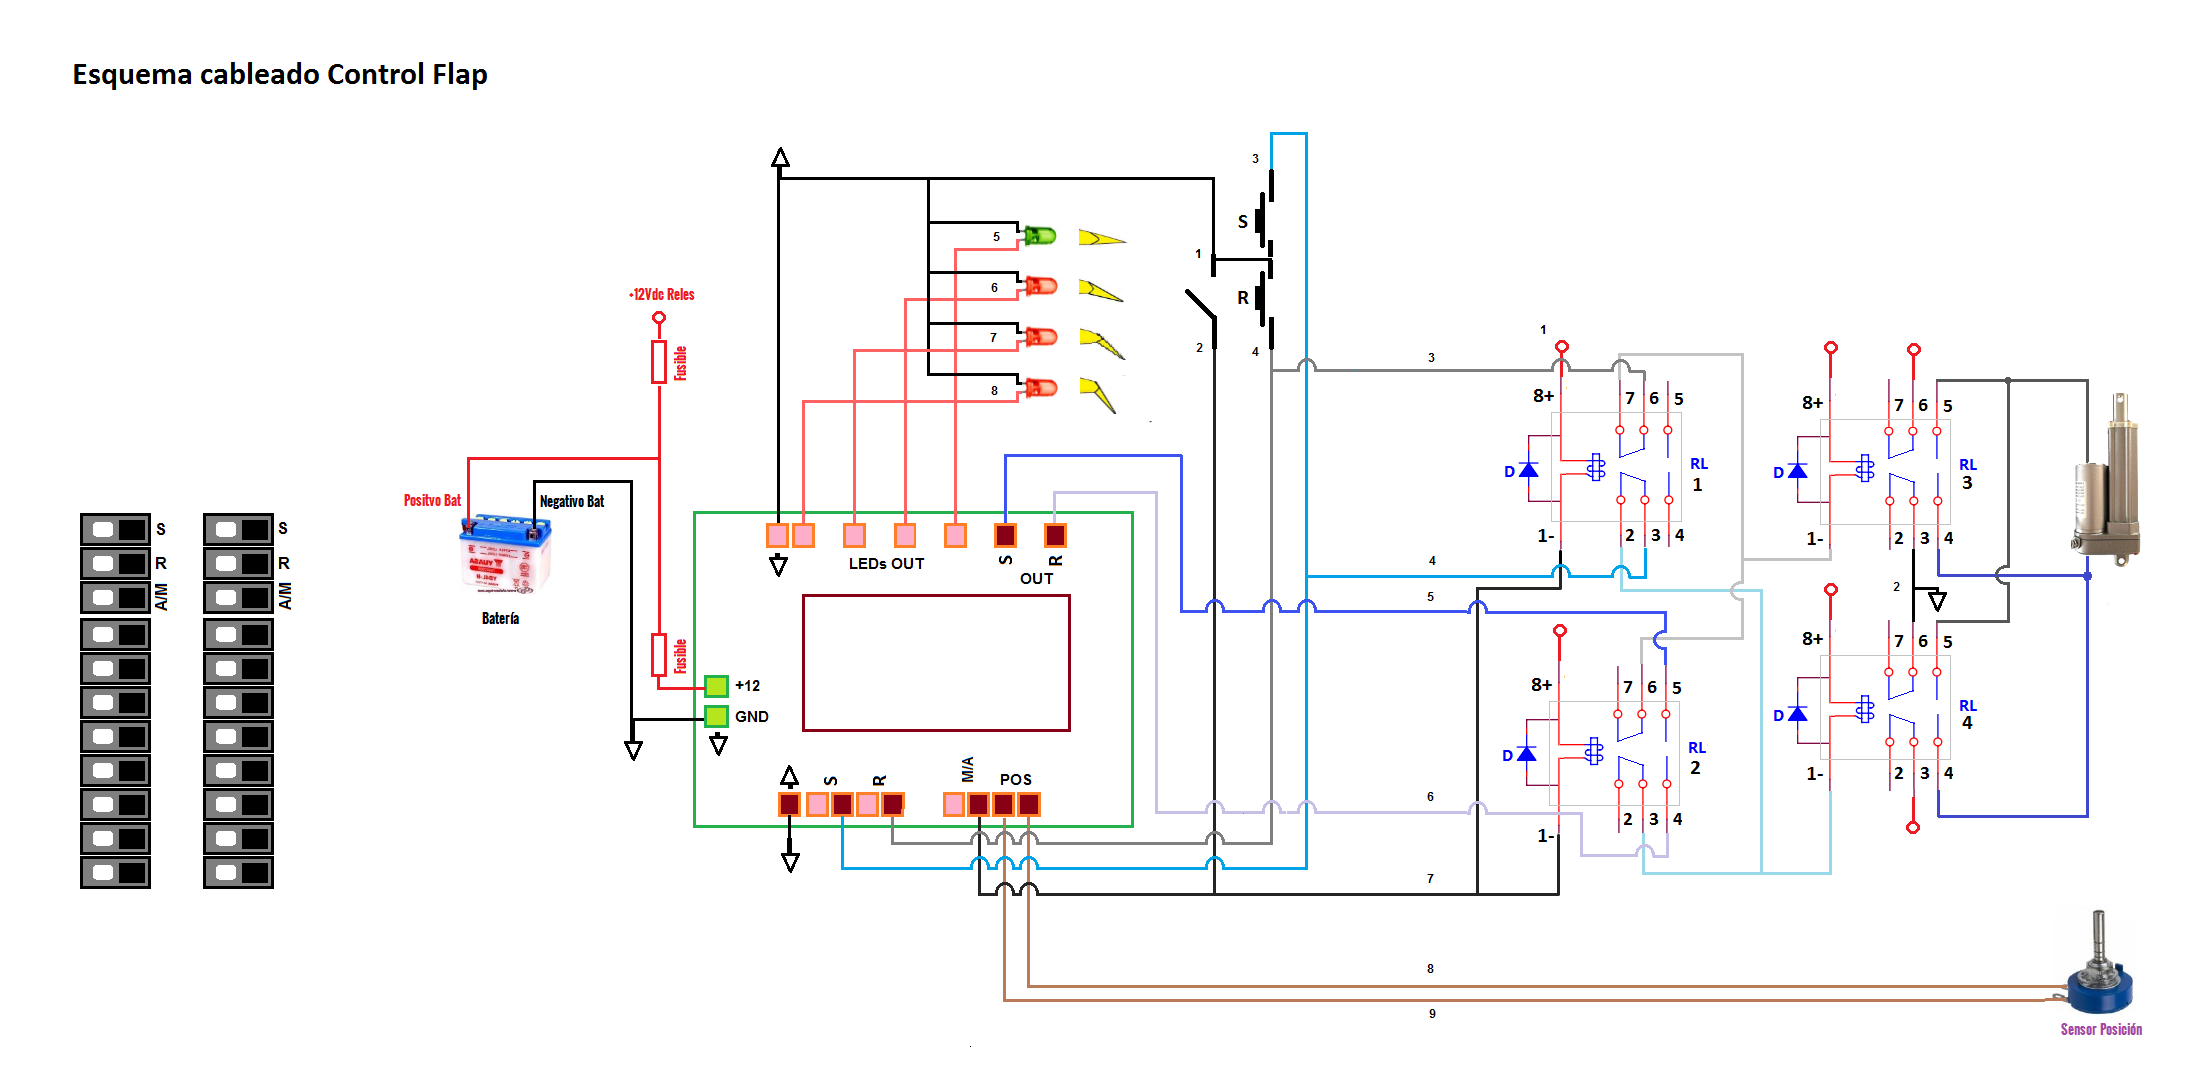 Esquema cableado Control Flap
3
S
5
1
6
+12Vdc Reles
R
7
1
2
4
3
Fusible
8
8+
7
6
5
8+
7
6
5
D
RL
1
D
RL
3
Positvo Bat
Negativo Bat
S
S
1-
2
3
4
1-
2
3
4
R
R
LEDs OUT
S
R
OUT
4
A/M
A/M
YUASA
2
5
Batería
Fusible
8+
7
6
5
8+
7
6
5
+12
GND
D
RL
2
D
RL
4
S
R
M/A
POS
1-
2
3
4
6
1-
2
3
4
7
8
9
Sensor Posición